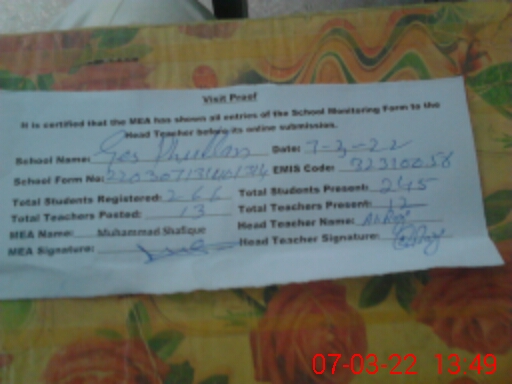 Visit Proof
It is certified that the MEA has shown all entries of the School Monitoring Form to the
Head Teacher before its online submission.
School Name: Date: 7-3-22
School Form No: EMIS Code: 32310058
Total Students Registered: 266 Total Students Present: 245
Total Teachers Posted: 13 Total Teachers Present: 12
MEA Name: Muhammad Shafique Head Teacher Name:
MEA Signature: Head Teacher Signature:
07-03-22 13:49